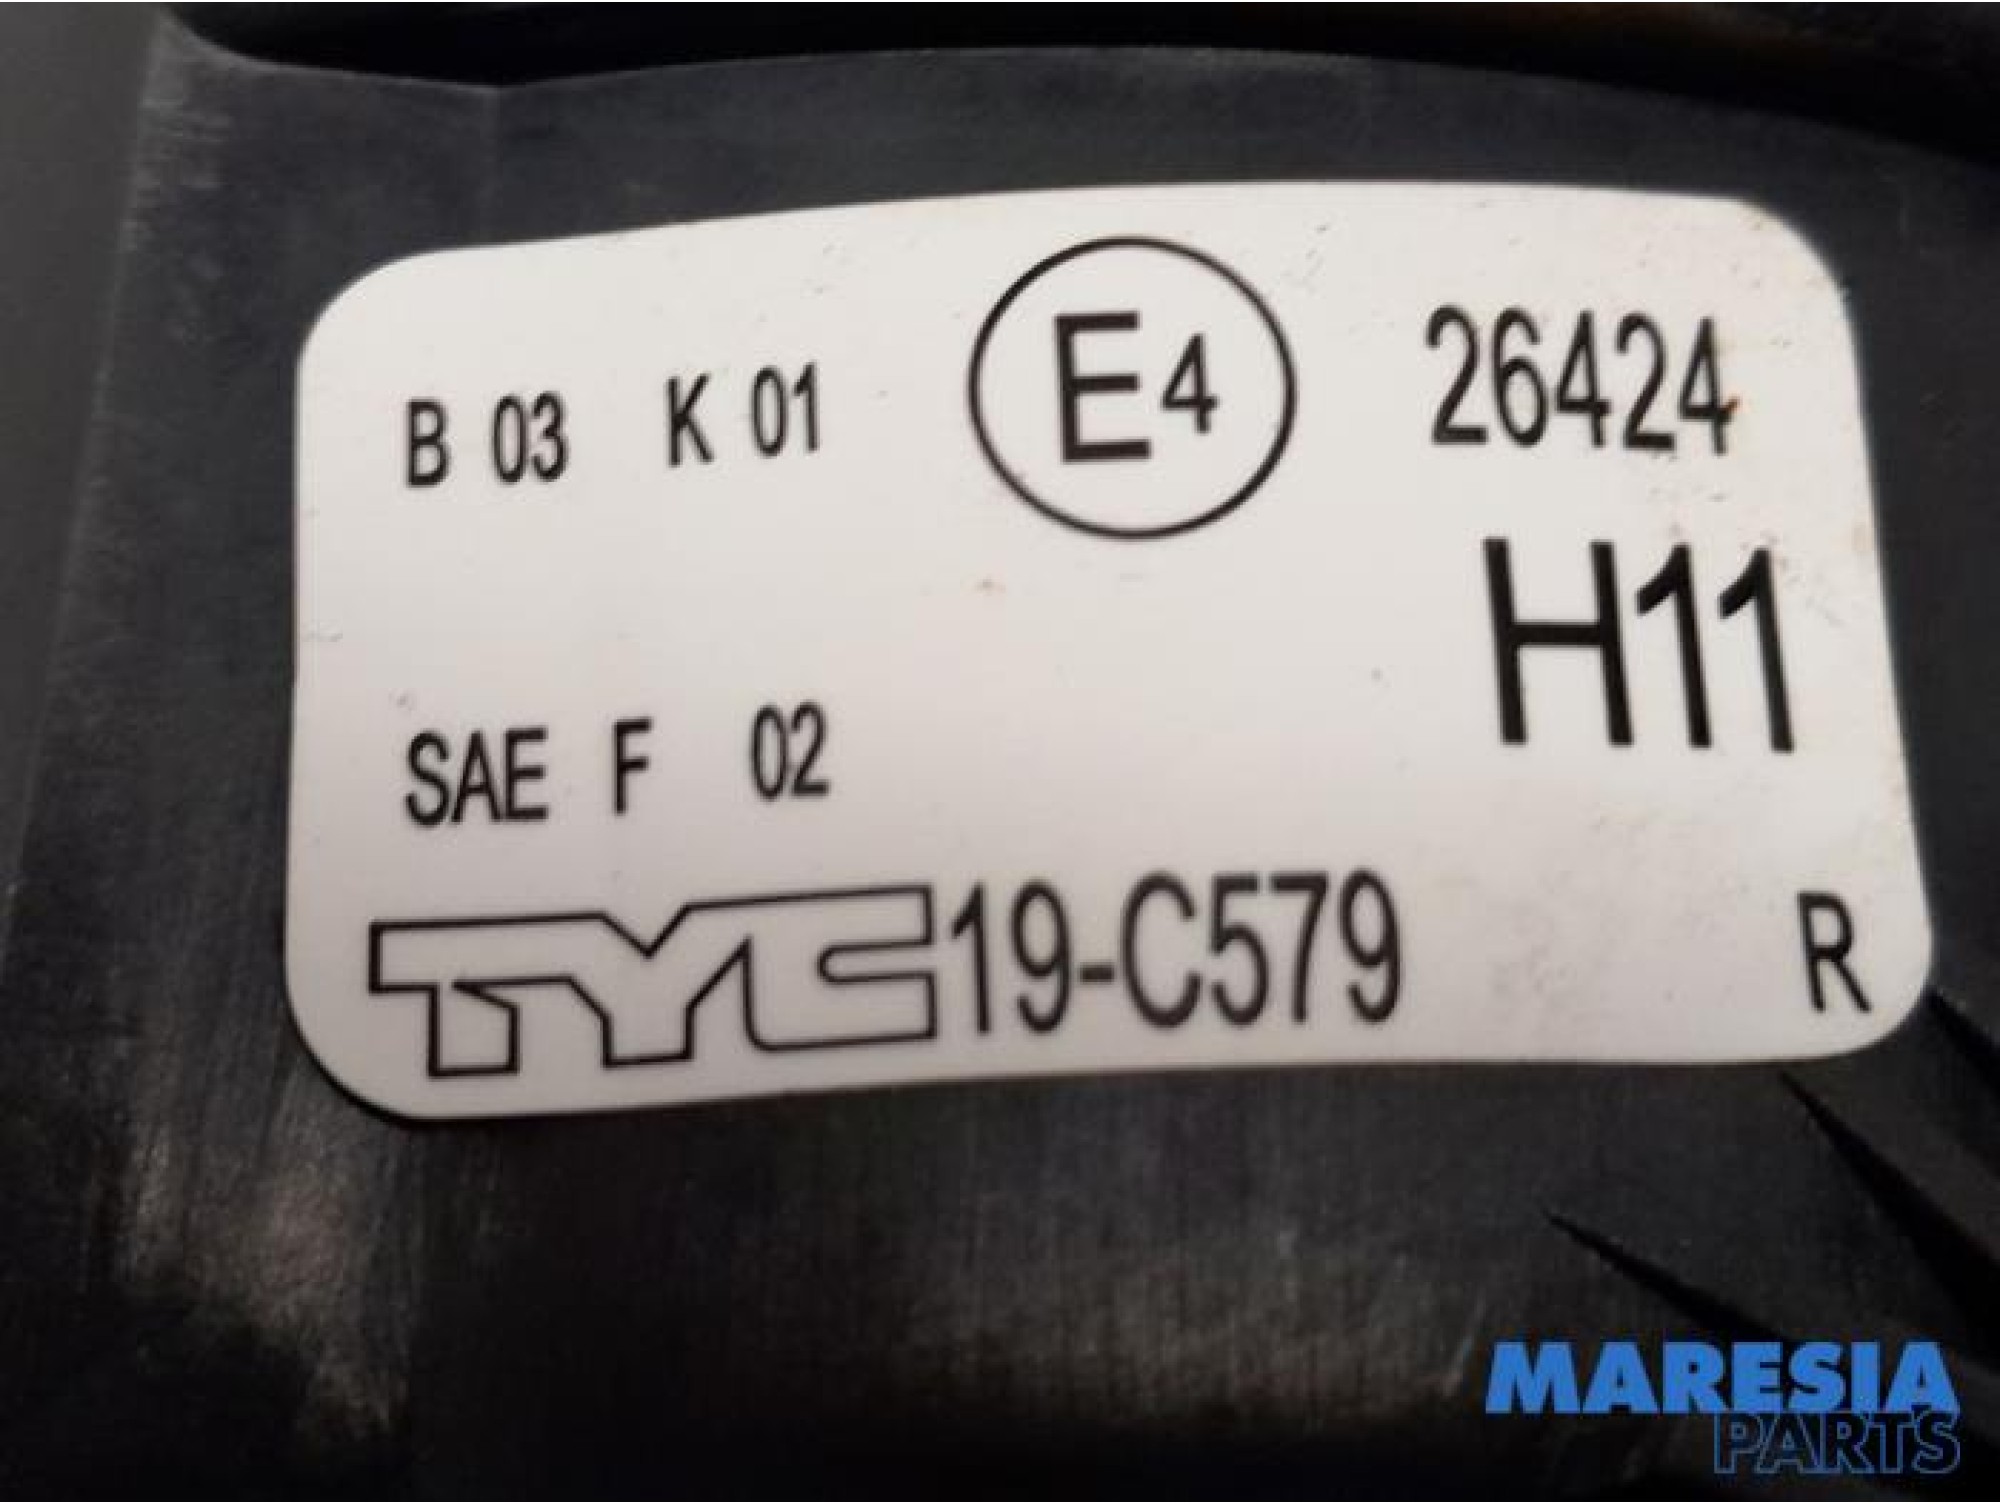 B 03 K 01 E4 26424
H11
SAE F 02
TYC 19-C579 R
MARESIA
PARTS